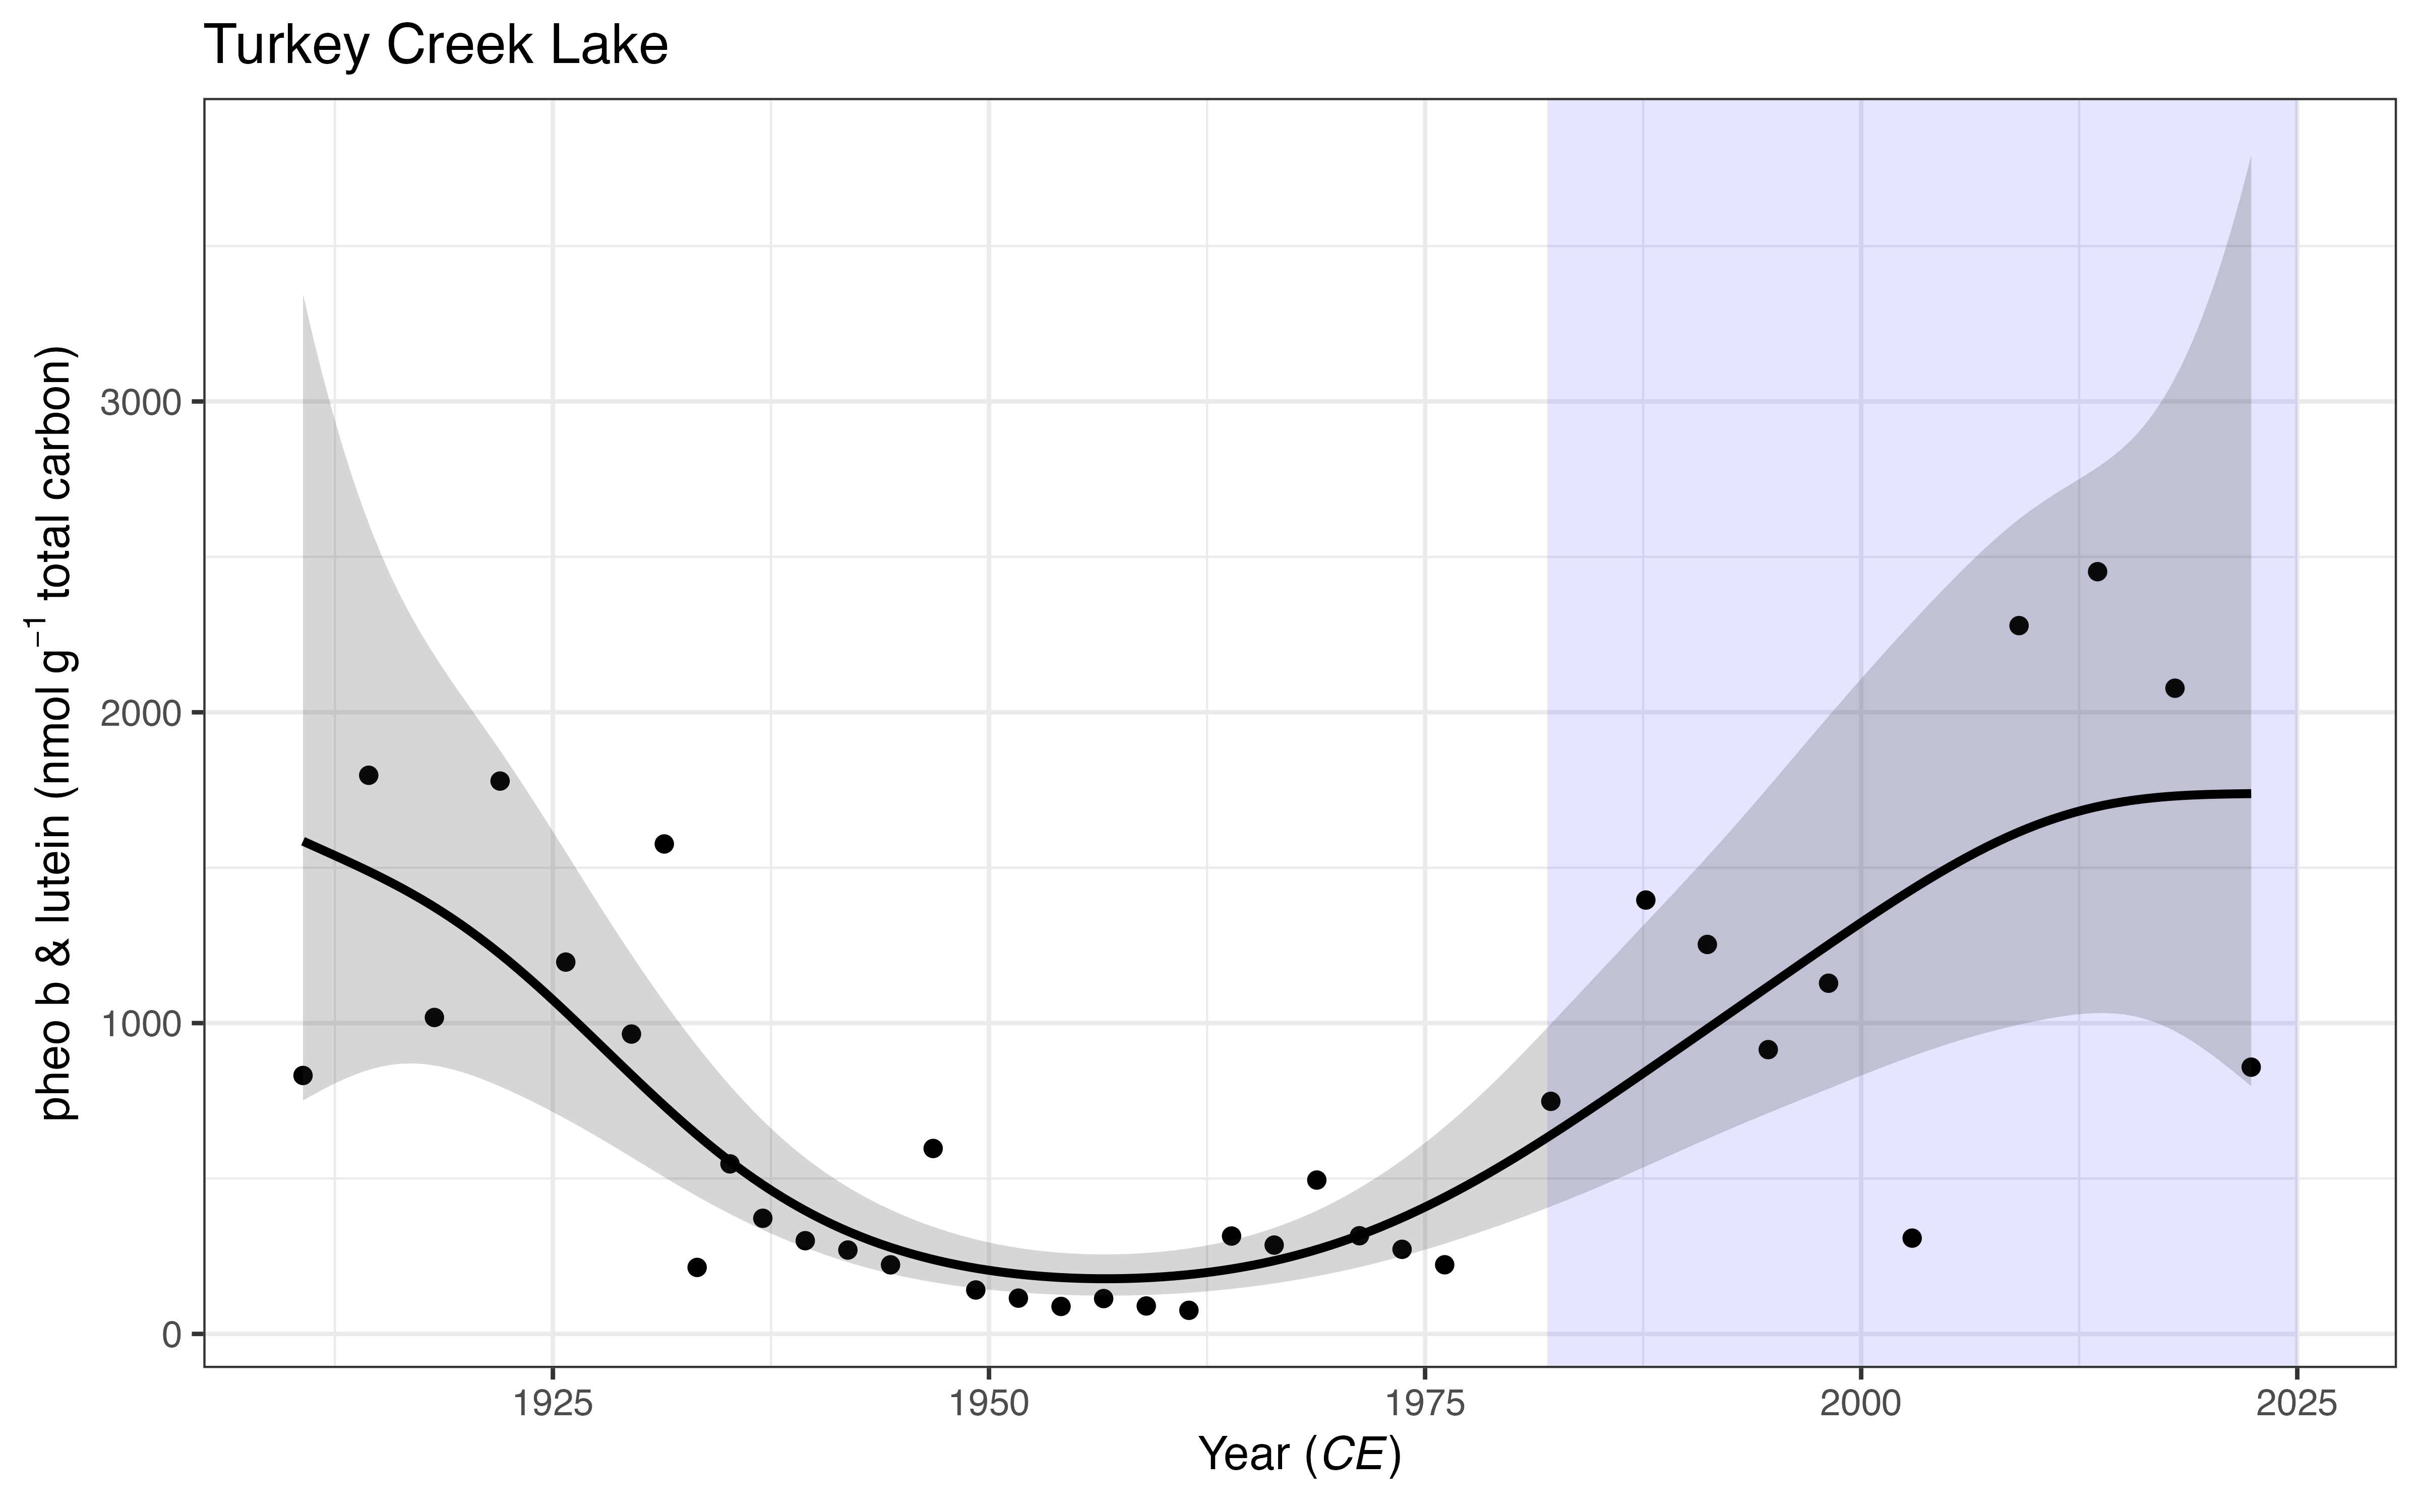 Turkey Creek Lake
pheo b & lutein (nmol g⁻¹ total carbon)
3000
2000
1000
0
1925 1950 1975 2000 2025
Year (CE)